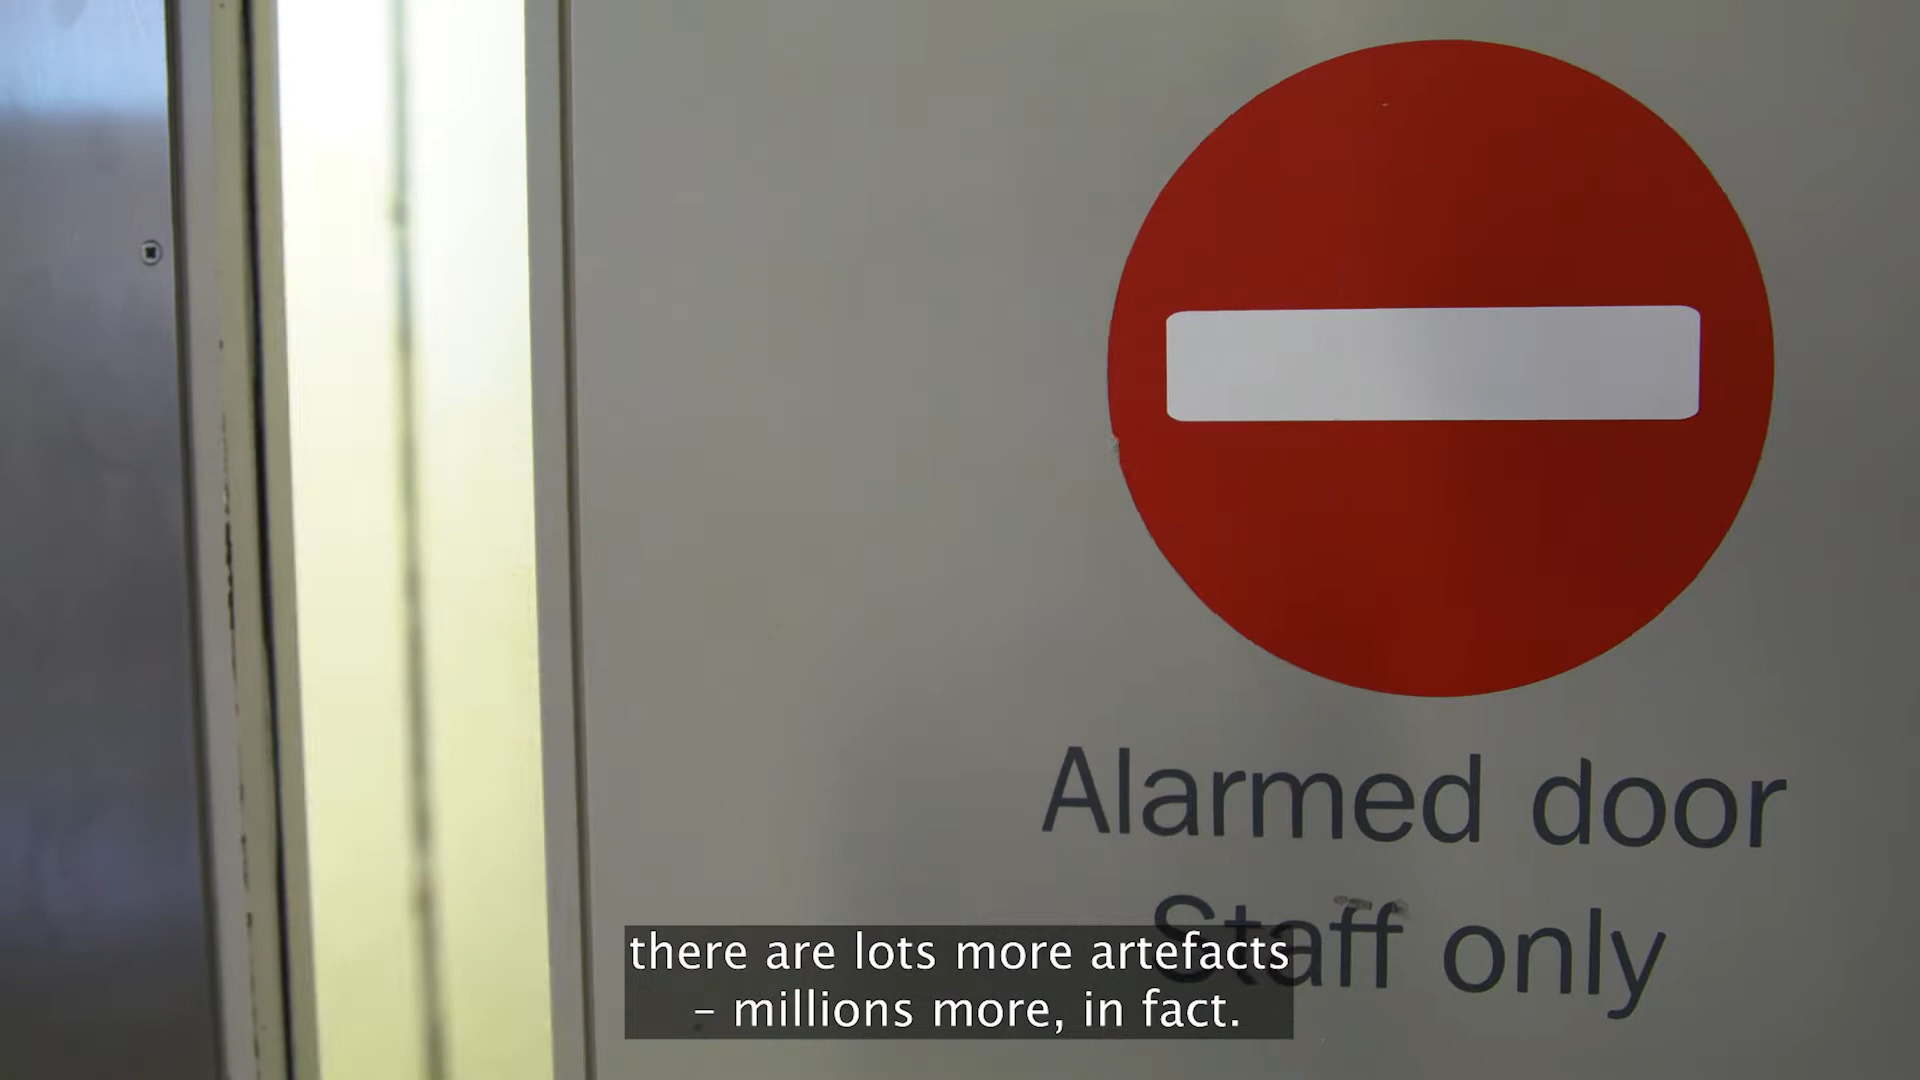 Alarmed door
Staff only
there are lots more artefacts
– millions more, in fact.